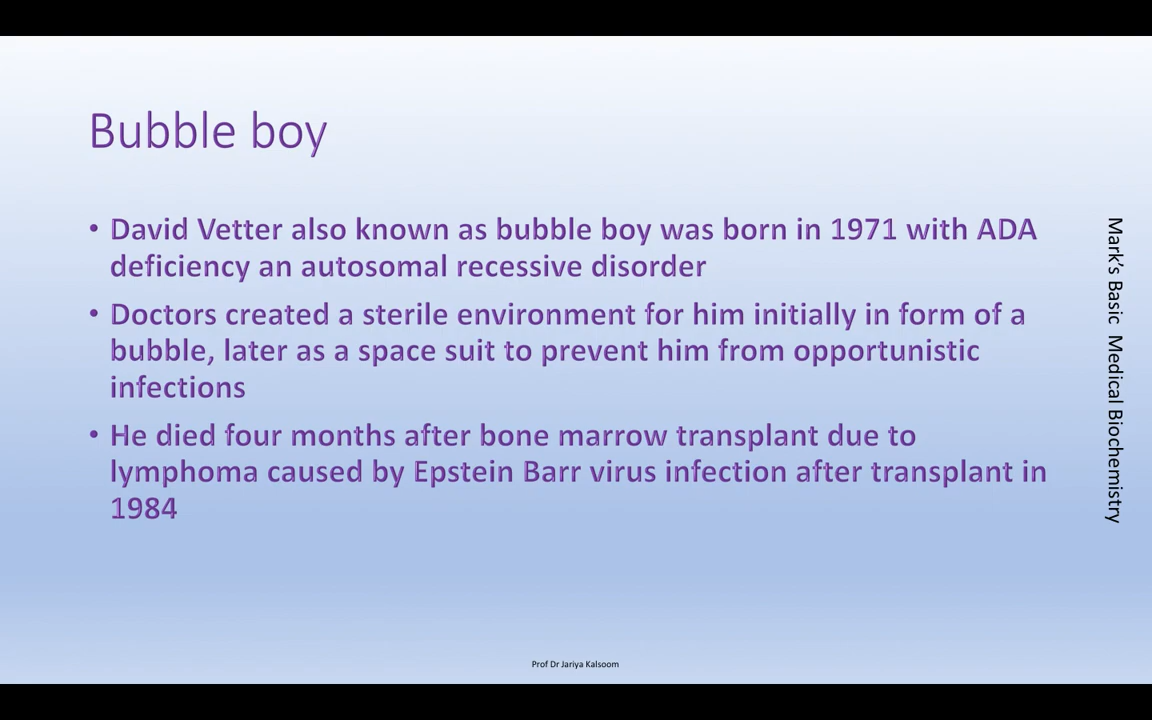 Bubble boy
• David Vetter also known as bubble boy was born in 1971 with ADA
deficiency an autosomal recessive disorder
• Doctors created a sterile environment for him initially in form of a
bubble, later as a space suit to prevent him from opportunistic
infections
• He died four months after bone marrow transplant due to
lymphoma caused by Epstein Barr virus infection after transplant in
1984
Mark's Basic Medical Biochemistry
Prof Dr Jariya Kalsoom